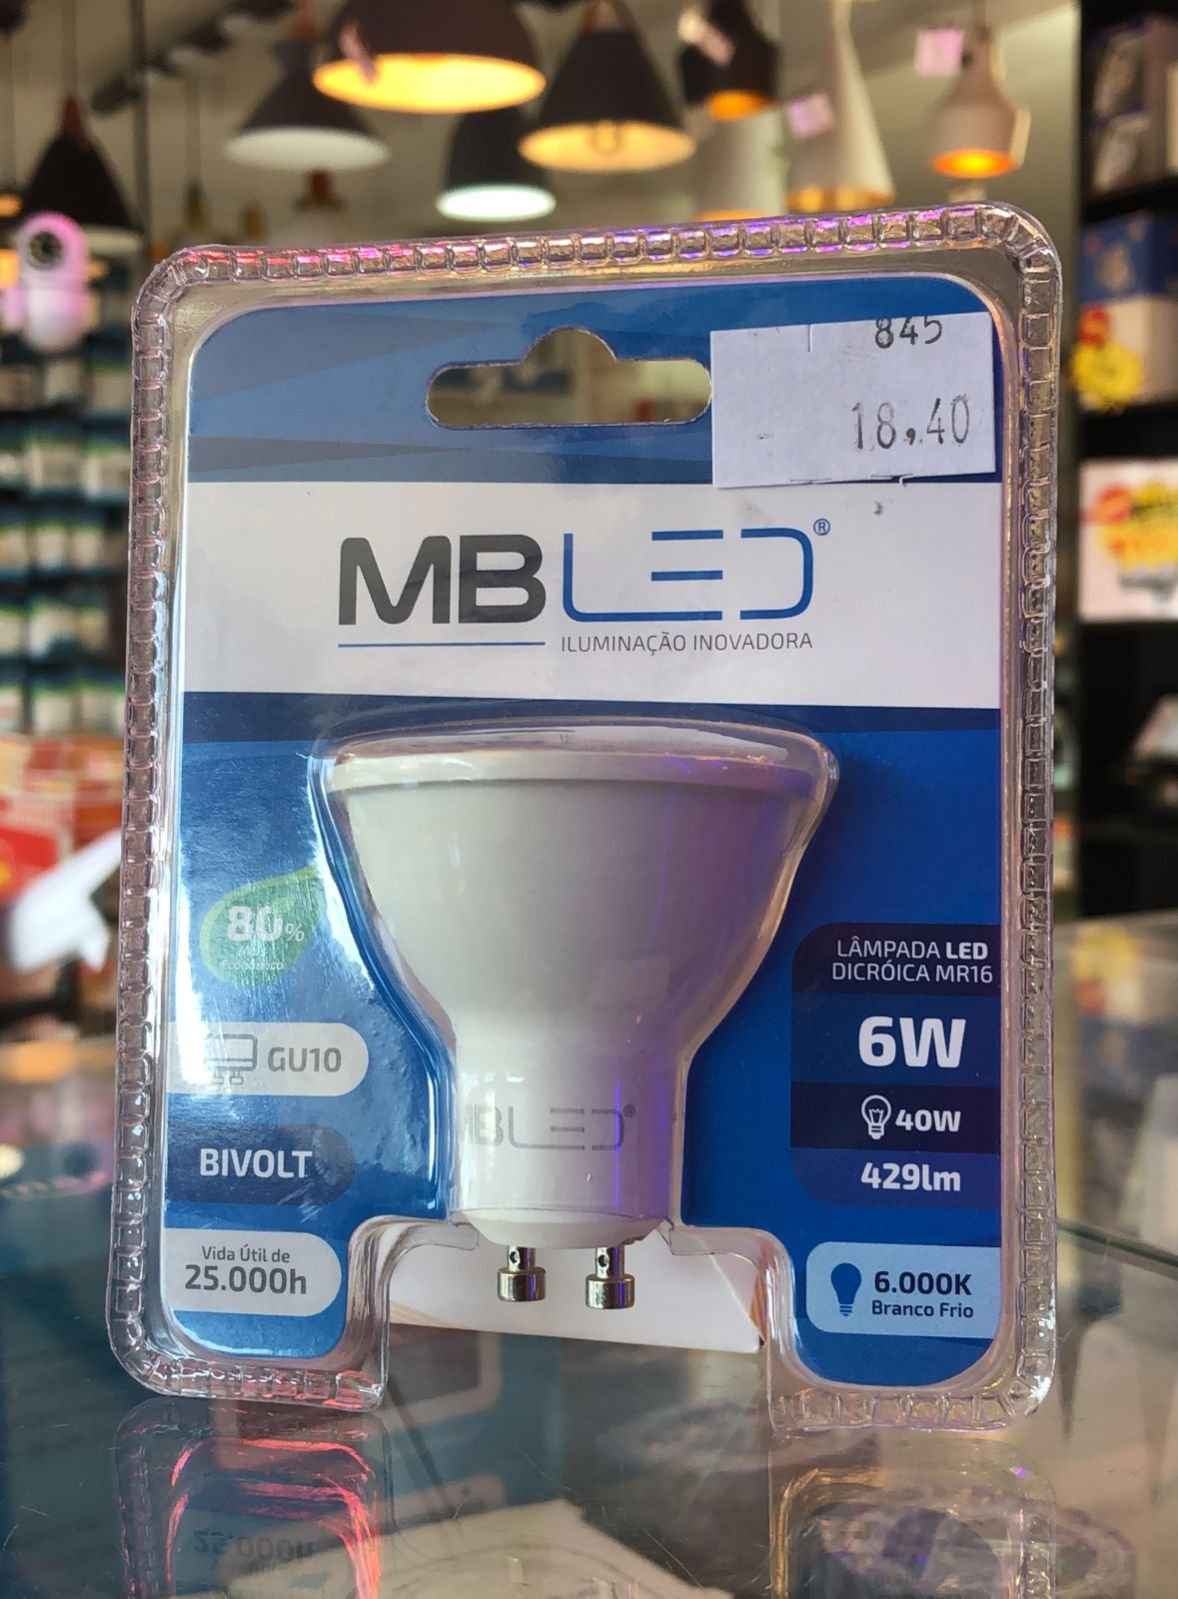 845
18.40
MBLED®
ILUMINAÇÃO INOVADORA
80%
Econômico
GU10
BIVOLT
Vida Útil de
25.000h
MBLED®
LÂMPADA LED
DICRÓICA MR16
6W
40W
429lm
6.000K
Branco Frio